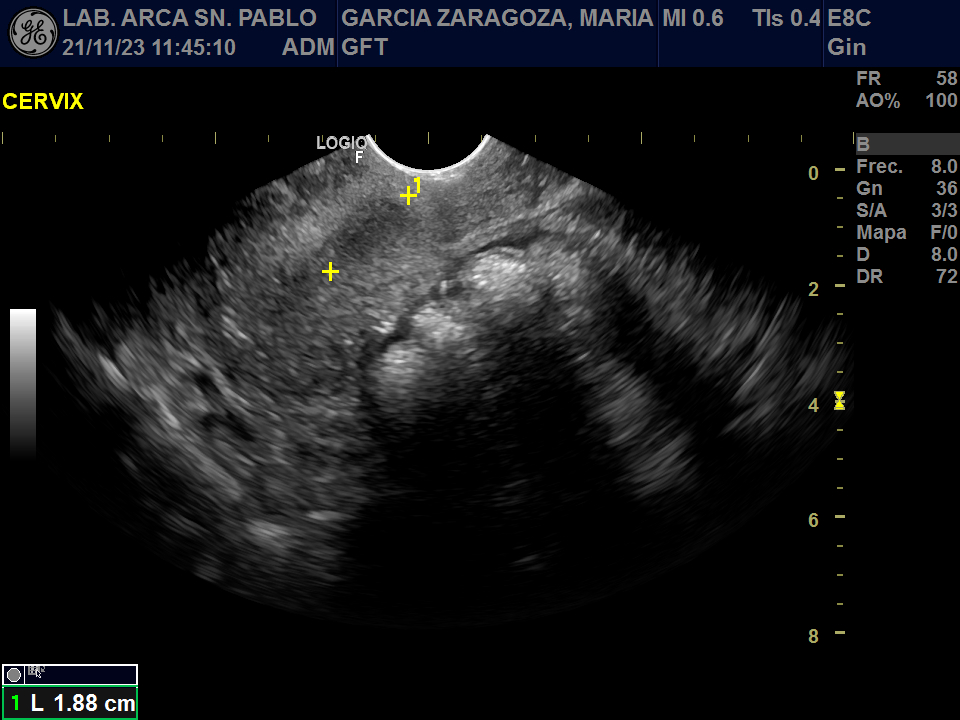 LAB. ARCA SN. PABLO GARCIA ZARAGOZA, MARIA MI 0.6 TIs 0.4 E8C
21/11/23 11:45:10 ADM GFT Gin
CERVIX
FR 58
AO% 100
LOGIQ
F
B
Frec. 8.0
Gn 36
S/A 3/3
Mapa F/0
D 8.0
DR 72
1
0
2
4
6
8
1 L 1.88 cm